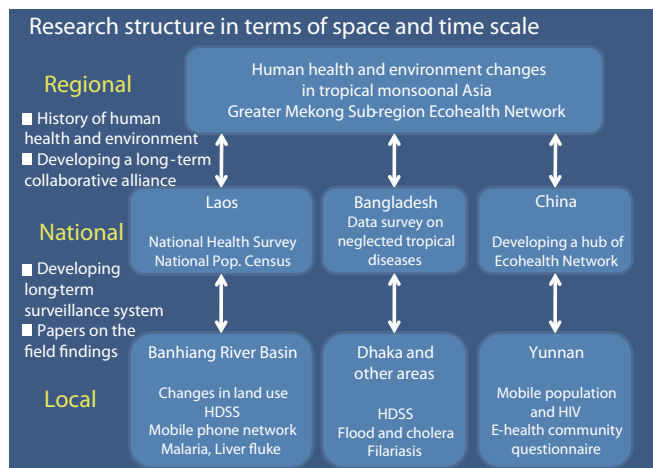 Research structure in terms of space and time scale
Regional
Human health and environment changes
in tropical monsoonal Asia
Greater Mekong Sub-region Ecohealth Network
■ History of human
health and environment
■ Developing a long-term
collaborative alliance
National
Laos
National Health Survey
National Pop. Census
Bangladesh
Data survey on
neglected tropical
diseases
China
Developing a hub of
Ecohealth Network
■ Developing
long-term
surveillance system
■ Papers on the
field findings
Local
Banhiang River Basin
Changes in land use
HDSS
Mobile phone network
Malaria, Liver fluke
Dhaka and
other areas
HDSS
Flood and cholera
Filariasis
Yunnan
Mobile population
and HIV
E-health community
questionnaire